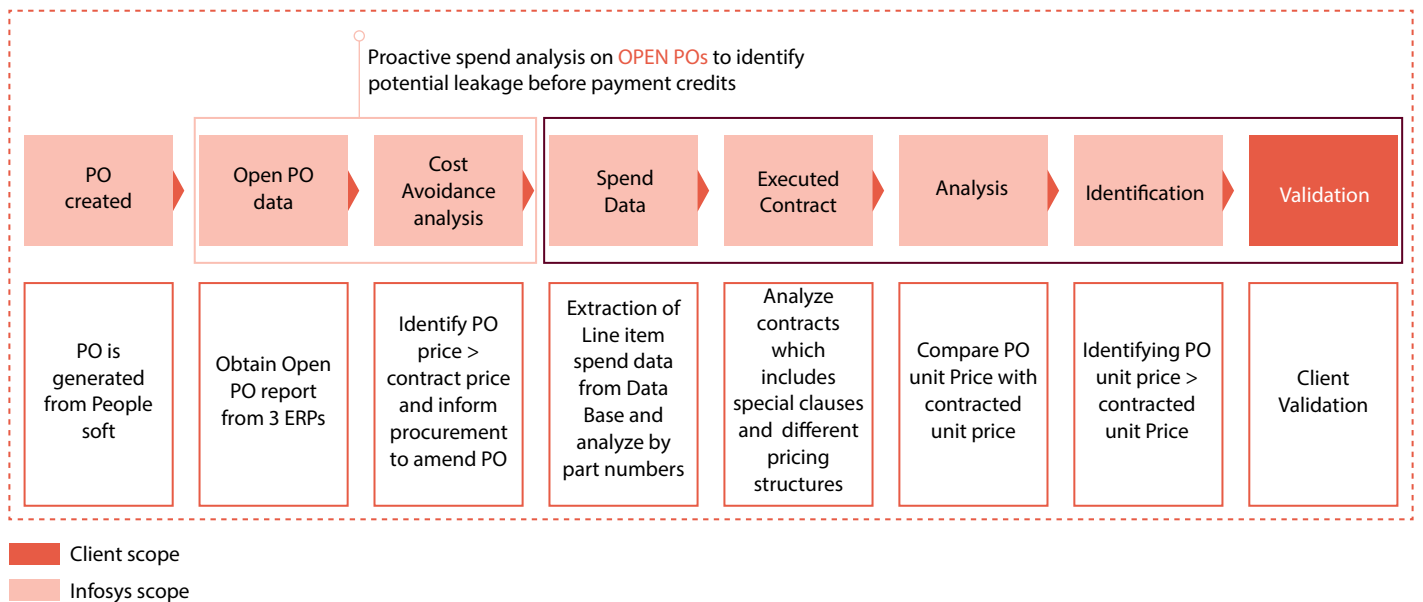 Proactive spend analysis on OPEN POs to identify
potential leakage before payment credits
PO
created
Open PO
data
Cost
Avoidance
analysis
Spend
Data
Executed
Contract
Analysis
Identification
Validation
PO is
generated
from People
soft
Obtain Open
PO report
from 3 ERPs
Identify PO
price >
contract price
and inform
procurement
to amend PO
Extraction of
Line item
spend data
from Data
Base and
analyze by
part numbers
Analyze
contracts
which
includes
special clauses
and different
pricing
structures
Compare PO
unit Price with
contracted
unit price
Identifying PO
unit price >
contracted
unit Price
Client
Validation
Client scope
Infosys scope